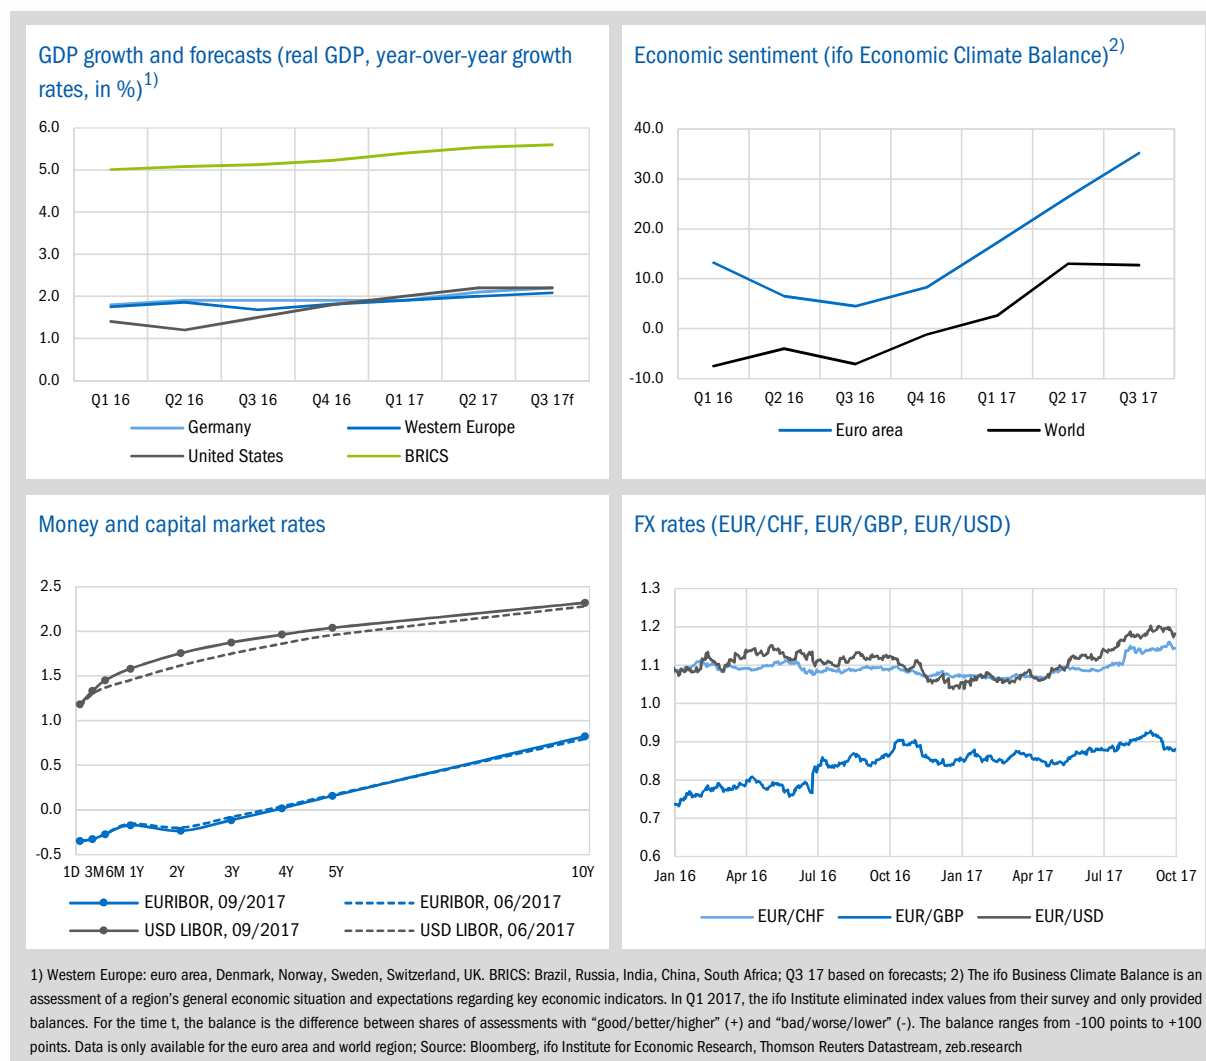 GDP growth and forecasts (real GDP, year-over-year growth
rates, in %)1)
6.0
5.0
4.0
3.0
2.0
1.0
0.0
Q1 16 Q2 16 Q3 16 Q4 16 Q1 17 Q2 17 Q3 17f
Germany Western Europe
United States BRICS
Economic sentiment (ifo Economic Climate Balance)2)
40.0
30.0
20.0
10.0
0.0
-10.0
Q1 16 Q2 16 Q3 16 Q4 16 Q1 17 Q2 17 Q3 17
Euro area World
Money and capital market rates
2.5
2.0
1.5
1.0
0.5
0.0
-0.5
1D 3M 6M 1Y 2Y 3Y 4Y 5Y 10Y
EURIBOR, 09/2017 EURIBOR, 06/2017
USD LIBOR, 09/2017 USD LIBOR, 06/2017
FX rates (EUR/CHF, EUR/GBP, EUR/USD)
1.3
1.2
1.1
1.0
0.9
0.8
0.7
0.6
Jan 16 Apr 16 Jul 16 Oct 16 Jan 17 Apr 17 Jul 17 Oct 17
EUR/CHF EUR/GBP EUR/USD
1) Western Europe: euro area, Denmark, Norway, Sweden, Switzerland, UK. BRICS: Brazil, Russia, India, China, South Africa; Q3 17 based on forecasts; 2) The ifo Business Climate Balance is an
assessment of a region's general economic situation and expectations regarding key economic indicators. In Q1 2017, the ifo Institute eliminated index values from their survey and only provided
balances. For the time t, the balance is the difference between shares of assessments with “good/better/higher” (+) and “bad/worse/lower” (-). The balance ranges from -100 points to +100
points. Data is only available for the euro area and world region; Source: Bloomberg, ifo Institute for Economic Research, Thomson Reuters Datastream, zeb.research